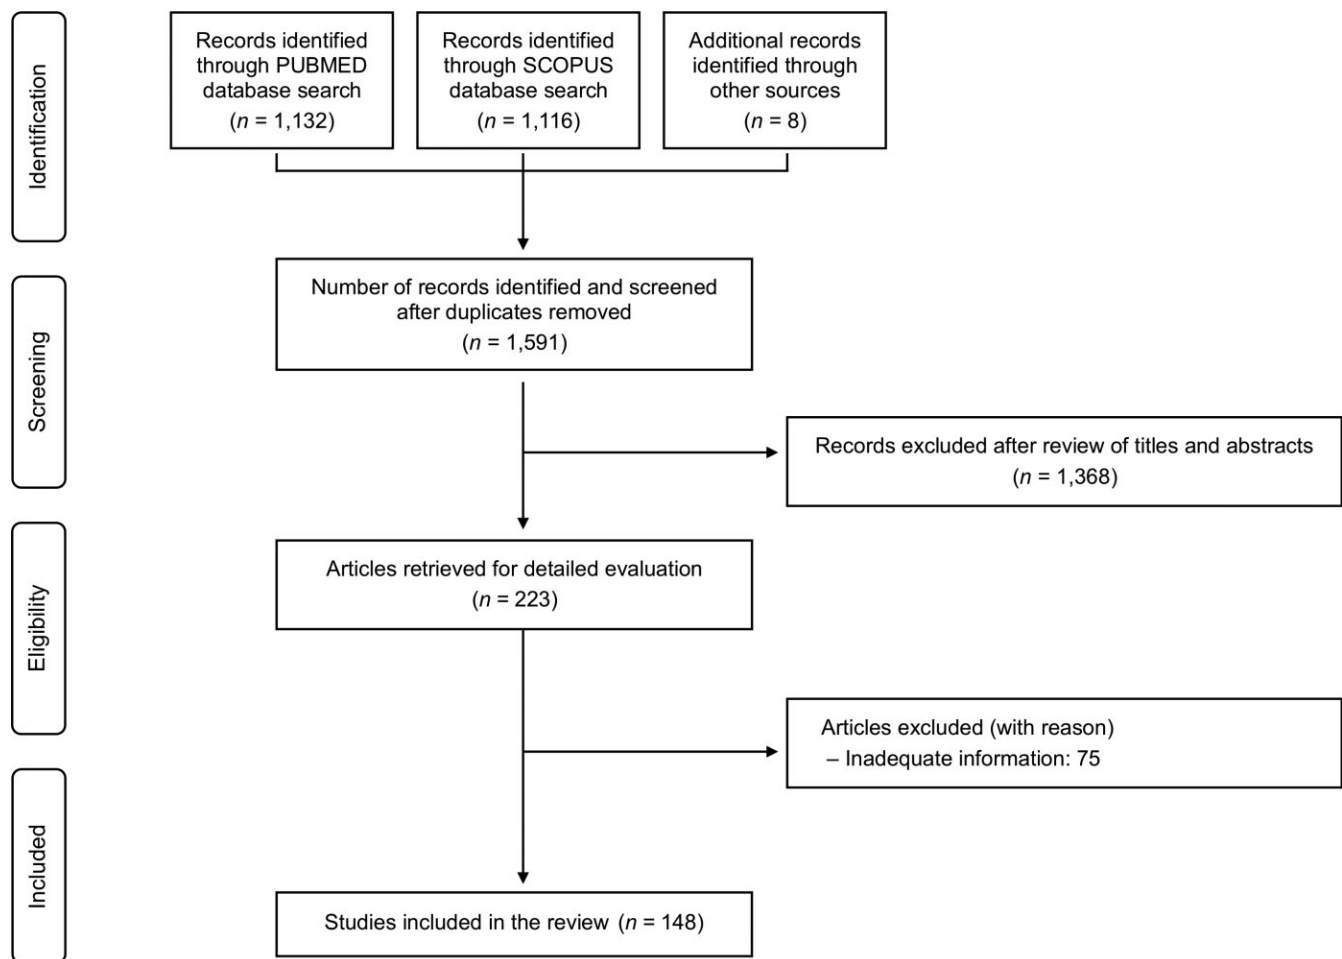 Identification
Records identified
through PUBMED
database search
(n = 1,132)
Records identified
through SCOPUS
database search
(n = 1,116)
Additional records
identified through
other sources
(n = 8)
Screening
Number of records identified and screened
after duplicates removed
(n = 1,591)
Records excluded after review of titles and abstracts
(n = 1,368)
Eligibility
Articles retrieved for detailed evaluation
(n = 223)
Articles excluded (with reason)
– Inadequate information: 75
Included
Studies included in the review (n = 148)